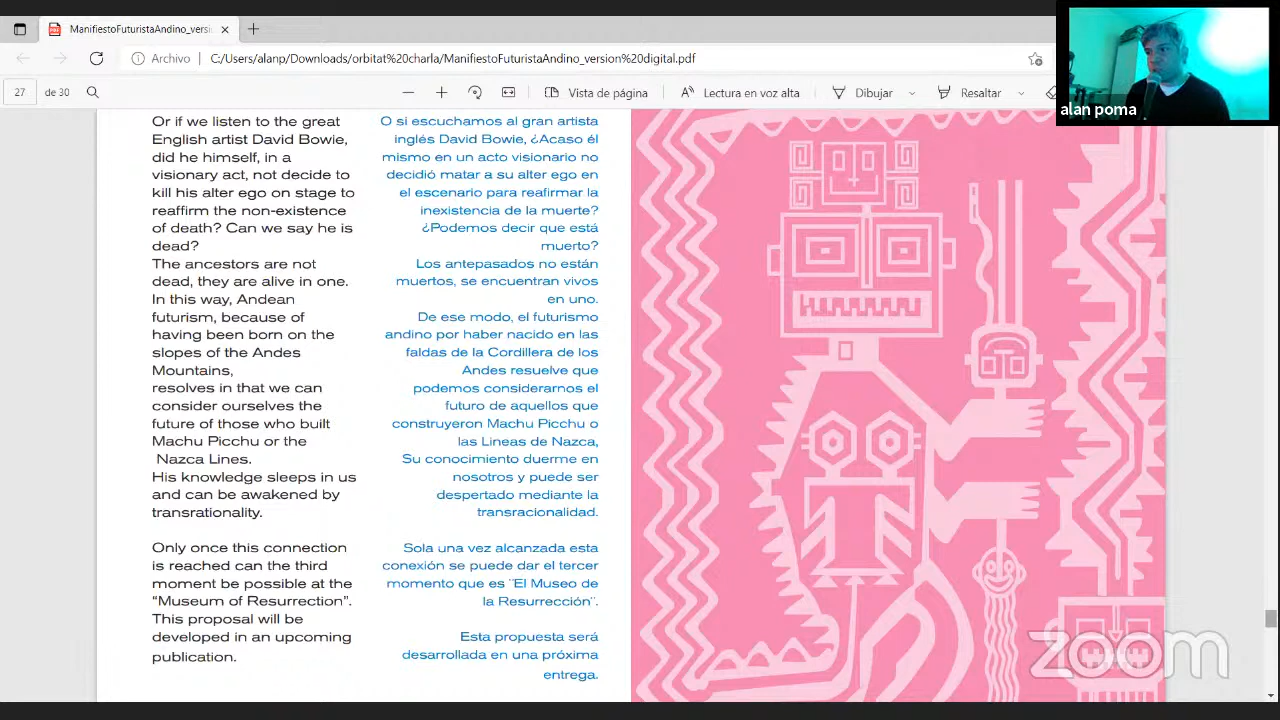 ManifiestoFuturistaAndino_versi
27
de 30
Archivo
C:/Users/alanp/Downloads/orbitat%20charla/ManifiestoFuturistaAndino_version%20digital.pdf
Vista de página
Lectura en voz alta
Dibujar
Resaltar
alan poma
Or if we listen to the great
English artist David Bowie,
did he himself, in a
visionary act, not decide to
kill his alter ego on stage to
reaffirm the non-existence
of death? Can we say he is
dead?
The ancestors are not
dead, they are alive in one.
In this way, Andean
futurism, because of
having been born on the
slopes of the Andes
Mountains,
resolves in that we can
consider ourselves the
future of those who built
Machu Picchu or the
Nazca Lines.
His knowledge sleeps in us
and can be awakened by
transrationality.
Only once this connection
is reached can the third
moment be possible at the
“Museum of Resurrection”.
This proposal will be
developed in an upcoming
publication.
O si escuchamos al gran artista
inglés David Bowie, ¿Acaso él
mismo en un acto visionario no
decidió matar a su alter ego en
el escenario para reafirmar la
inexistencia de la muerte?
¿Podemos decir que está
muerto?
Los antepasados no están
muertos, se encuentran vivos
en uno.
De ese modo, el futurismo
andino por haber nacido en las
faldas de la Cordillera de los
Andes resuelve que
podemos considerarnos el
futuro de aquellos que
construyeron Machu Picchu o
las Lineas de Nazca,
Su conocimiento duerme en
nosotros y puede ser
despertado mediante la
transracionalidad.
Sola una vez alcanzada esta
conexión se puede dar el tercer
momento que es ¨El Museo de
la Resurrección¨.
Esta propuesta será
desarrollada en una próxima
entrega.
zoom